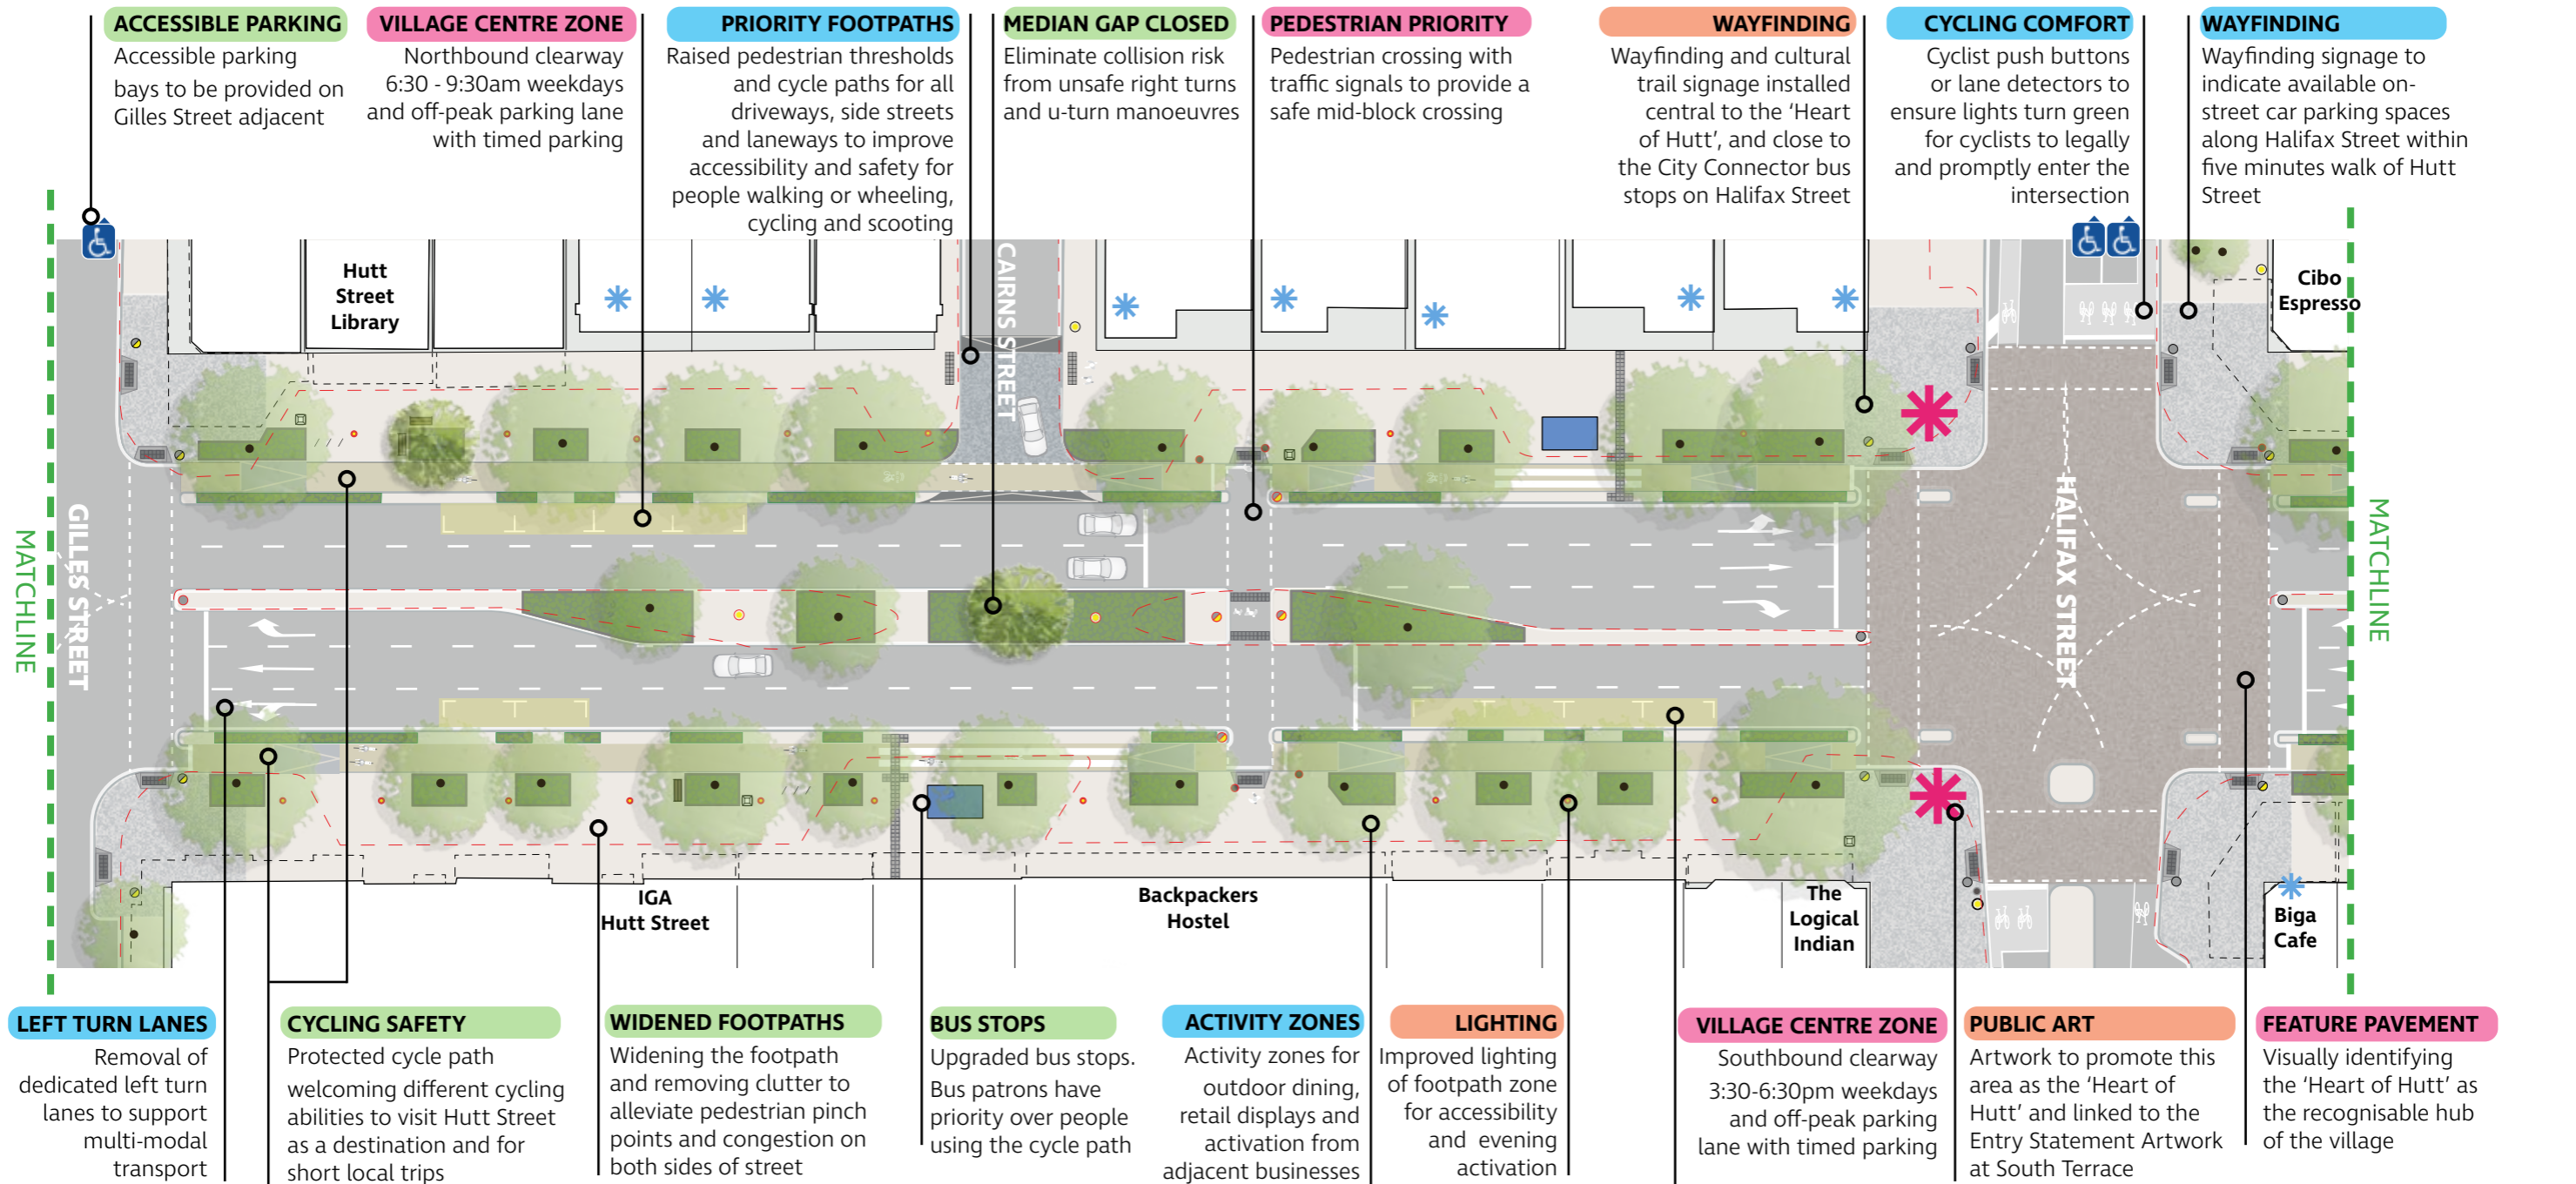 ACCESSIBLE PARKING
Accessible parking
bays to be provided on
Gilles Street adjacent
VILLAGE CENTRE ZONE
Northbound clearway
6:30 - 9:30am weekdays
and off-peak parking lane
with timed parking
PRIORITY FOOTPATHS
Raised pedestrian thresholds
and cycle paths for all
driveways, side streets
and laneways to improve
accessibility and safety for
people walking or wheeling,
cycling and scooting
MEDIAN GAP CLOSED
Eliminate collision risk
from unsafe right turns
and u-turn manoeuvres
PEDESTRIAN PRIORITY
Pedestrian crossing with
traffic signals to provide a
safe mid-block crossing
WAYFINDING
Wayfinding and cultural
trail signage installed
central to the ‘Heart
of Hutt’, and close to
the City Connector bus
stops on Halifax Street
CYCLING COMFORT
Cyclist push buttons
or lane detectors to
ensure lights turn green
for cyclists to legally
and promptly enter the
intersection
WAYFINDING
Wayfinding signage to
indicate available on-
street car parking spaces
along Halifax Street within
five minutes walk of Hutt
Street
Hutt
Street
Library
CAIRNS STREET
Cibo
Espresso
MATCHLINE
GILLES STREET
HALIFAX STREET
MATCHLINE
IGA
Hutt Street
Backpackers
Hostel
The
Logical
Indian
Biga
Cafe
LEFT TURN LANES
Removal of
dedicated left turn
lanes to support
multi-modal
transport
CYCLING SAFETY
Protected cycle path
welcoming different cycling
abilities to visit Hutt Street
as a destination and for
short local trips
WIDENED FOOTPATHS
Widening the footpath
and removing clutter to
alleviate pedestrian pinch
points and congestion on
both sides of street
BUS STOPS
Upgraded bus stops.
Bus patrons have
priority over people
using the cycle path
ACTIVITY ZONES
Activity zones for
outdoor dining,
retail displays and
activation from
adjacent businesses
LIGHTING
Improved lighting
of footpath zone
for accessibility
and evening
activation
VILLAGE CENTRE ZONE
Southbound clearway
3:30-6:30pm weekdays
and off-peak parking
lane with timed parking
PUBLIC ART
Artwork to promote this
area as the ‘Heart of
Hutt’ and linked to the
Entry Statement Artwork
at South Terrace
FEATURE PAVEMENT
Visually identifying
the ‘Heart of Hutt’ as
the recognisable hub
of the village